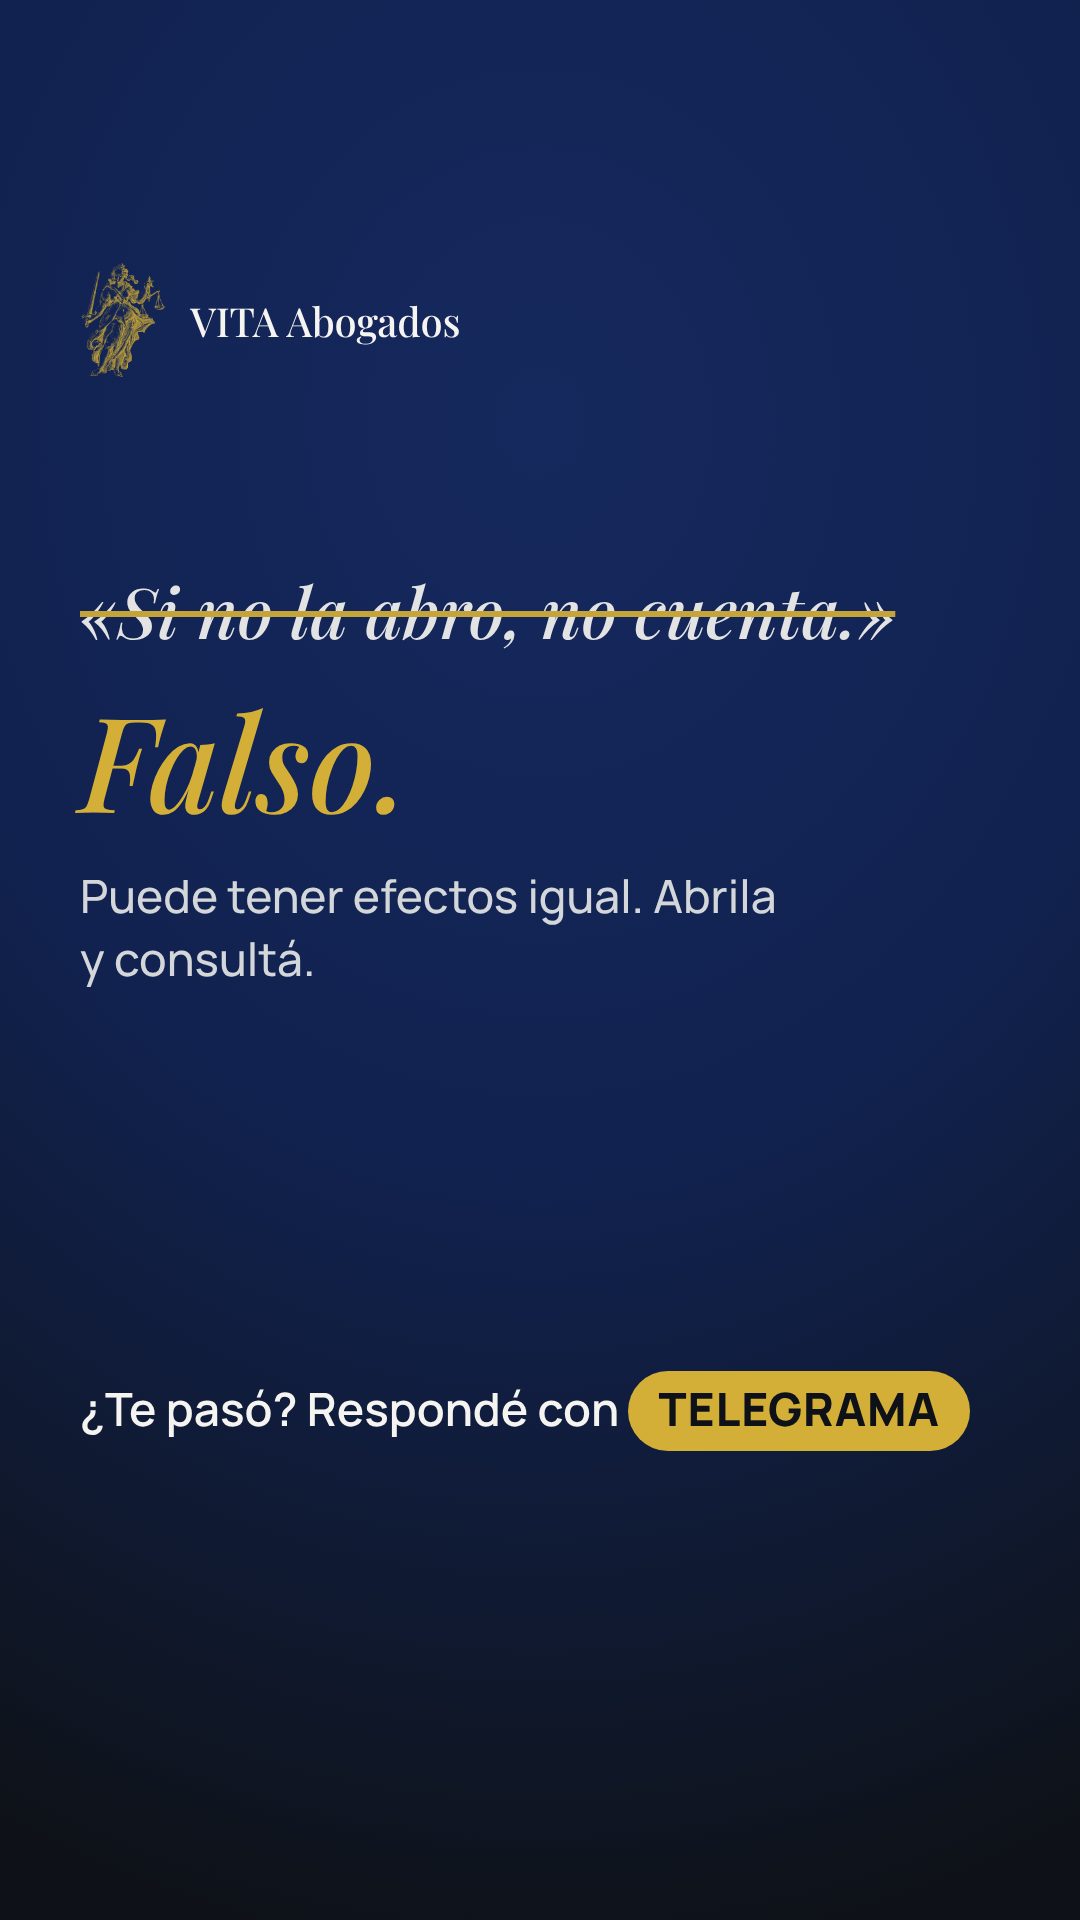 VITA Abogados
«Si no la abro, no cuenta.»
Falso.
Puede tener efectos igual. Abrila
y consultá.
¿Te pasó? Respondé con TELEGRAMA